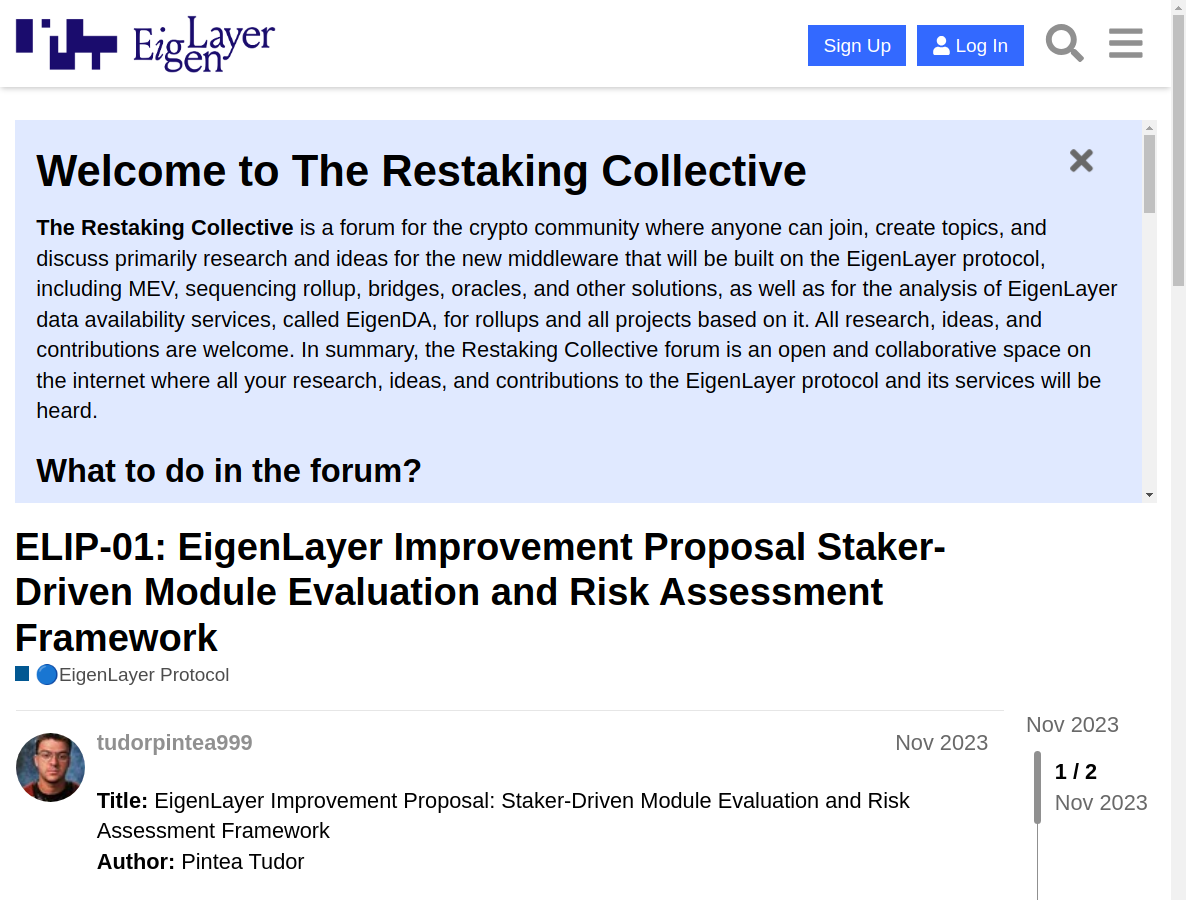 EigenLayer
Sign Up
Log In
Welcome to The Restaking Collective
The Restaking Collective is a forum for the crypto community where anyone can join, create topics, and
discuss primarily research and ideas for the new middleware that will be built on the EigenLayer protocol,
including MEV, sequencing rollup, bridges, oracles, and other solutions, as well as for the analysis of EigenLayer
data availability services, called EigenDA, for rollups and all projects based on it. All research, ideas, and
contributions are welcome. In summary, the Restaking Collective forum is an open and collaborative space on
the internet where all your research, ideas, and contributions to the EigenLayer protocol and its services will be
heard.
What to do in the forum?
ELIP-01: EigenLayer Improvement Proposal Staker-
Driven Module Evaluation and Risk Assessment
Framework
EigenLayer Protocol
tudorpintea999
Nov 2023
Title: EigenLayer Improvement Proposal: Staker-Driven Module Evaluation and Risk
Assessment Framework
Author: Pintea Tudor
Nov 2023
1 / 2
Nov 2023